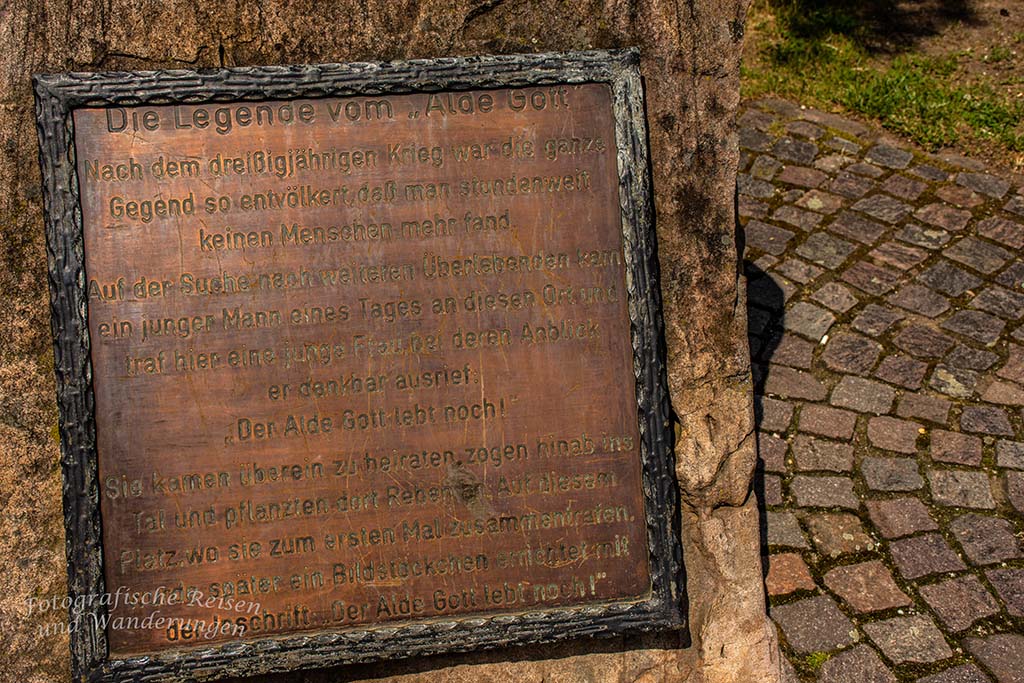 Die Legende vom „Alde Gott"
Nach dem dreißigjährigen Krieg war die ganze
Gegend so entvölkert,daß man stundenweit
keinen Menschen mehr fand.
Auf der Suche nach weiteren Überlebenden kam
ein junger Mann eines Tages an diesen Ort und
traf hier eine junge Frau,bei deren Anblick
er dankbar ausrief:
„Der Alde Gott lebt noch!"
Sie kamen überein zu heiraten, zogen hinab ins
Tal und pflanzten dort Reben an. Auf diesem
Platz,wo sie zum ersten Mal zusammentrafen,
später ein Bildstöckchen errichtet mit
der „Der Alde Gott lebt noch!"
Fotografische Reisen
und Wanderungen